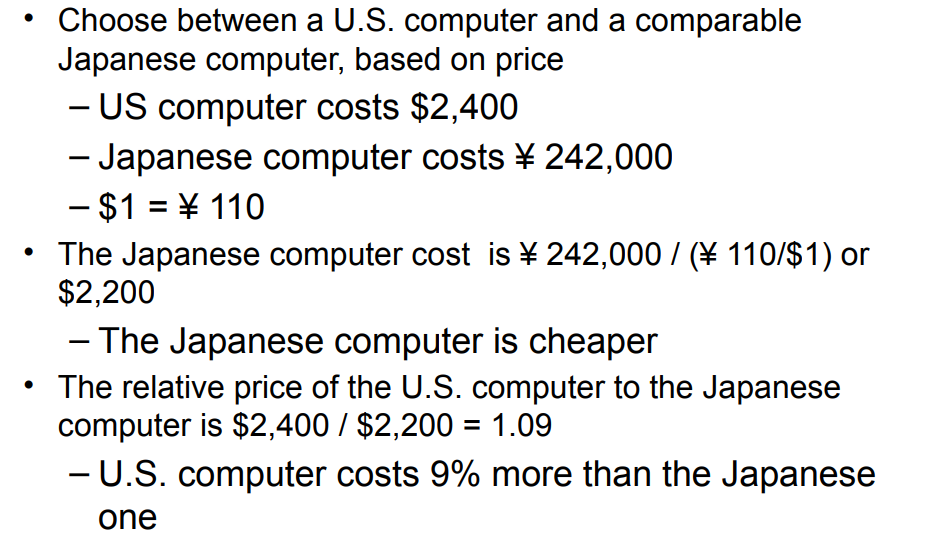 • Choose between a U.S. computer and a comparable
Japanese computer, based on price
– US computer costs $2,400
– Japanese computer costs ¥ 242,000
– $1 = ¥ 110
• The Japanese computer cost  is ¥ 242,000 / (¥ 110/$1) or
$2,200
– The Japanese computer is cheaper
• The relative price of the U.S. computer to the Japanese
computer is $2,400 / $2,200 = 1.09
– U.S. computer costs 9% more than the Japanese
one